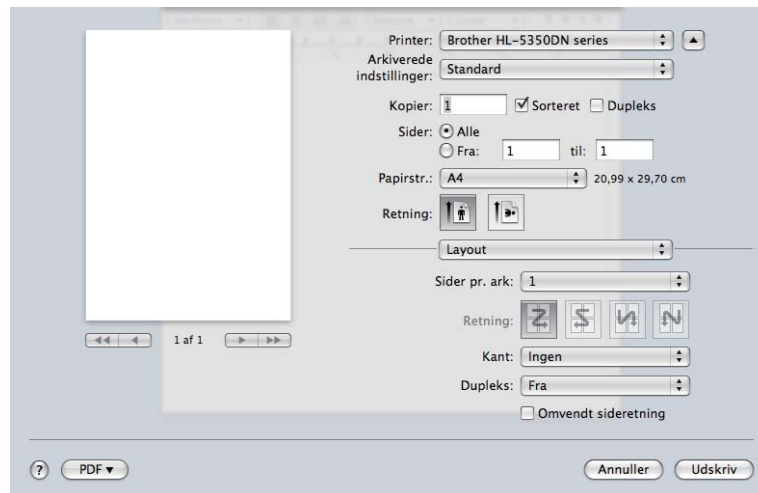 Printer: Brother HL-5350DN series
Arkiverede
indstillinger: Standard
Kopier: 1 Sorteret Dupleks
Sider: Alle
Fra: 1 til: 1
Papirstr.: A4 20,99 x 29,70 cm
Retning:
Layout
Sider pr. ark: 1
Retning:
1 af 1
Kant: Ingen
Dupleks: Fra
Omvendt sideretning
? PDF Annuller Udskriv